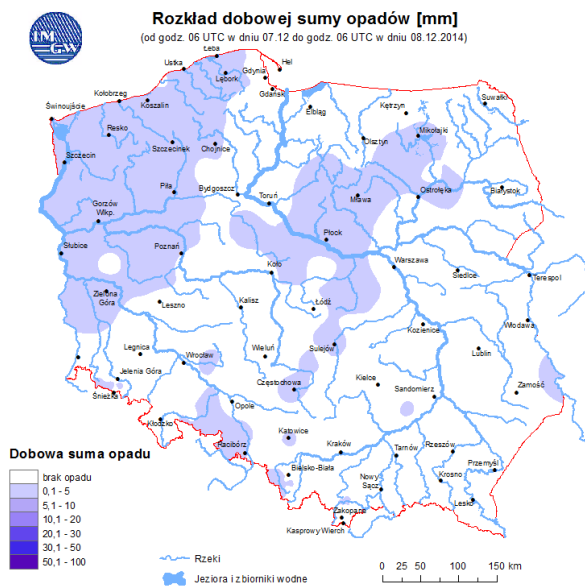 IM
GW
Rozkład dobowej sumy opadów [mm]
(od godz. 06 UTC w dniu 07.12 do godz. 06 UTC w dniu 08.12.2014)
Łeba
Ustka
Lębork
Gdynia
Hel
Gdańsk
Kołobrzeg
Koszalin
Świnoujście
Elbląg
Kętrzyn
Suwałki
Resko
Szczecinek
Chojnice
Olsztyn
Mikołajki
Szczecin
Piła
Bydgoszcz
Toruń
Mława
Ostrołęka
Białystok
Gorzów
Wlkp.
Płock
Słubice
Poznań
Koło
Warszawa
Siedlce
Terespol
Zielona
Góra
Leszno
Kalisz
Łódź
Kozienice
Włodawa
Legnica
Wrocław
Wieluń
Sulejów
Lublin
Jelenia Góra
Śnieżka
Częstochowa
Kielce
Sandomierz
Zamość
Kłodzko
Opole
Katowice
Racibórz
Kraków
Tarnów
Rzeszów
Przemyśl
Bielsko-Biała
Nowy
Sącz
Krosno
Lesko
Zakopane
Kasprowy Wierch
Dobowa suma opadu
brak opadu
0,1 - 5
5,1 - 10
10,1 - 20
20,1 - 30
30,1 - 50
50,1 - 100
Rzeki
Jeziora i zbiorniki wodne
0 25 50 100 150 km